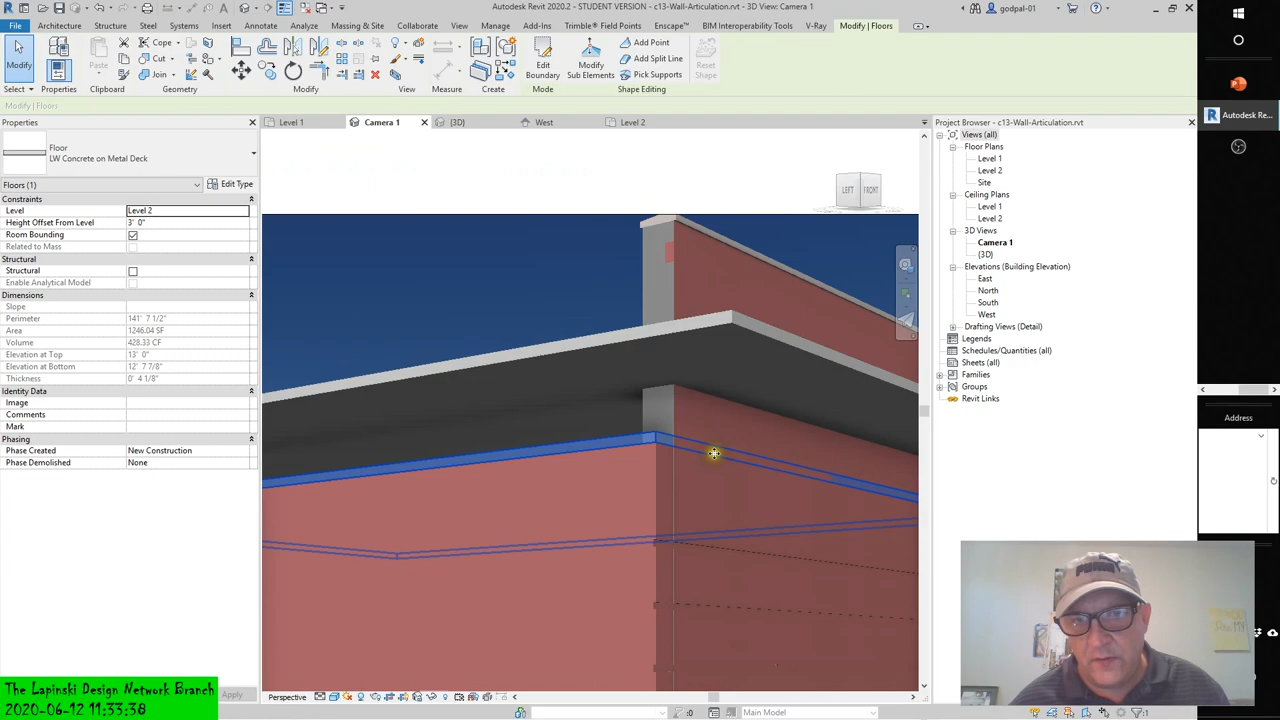 Autodesk Revit 2020.2 - STUDENT VERSION - c13-Wall-Articulation.rvt - 3D View: Camera 1
godpal-01
File Architecture Structure Steel Systems Insert Annotate Analyze Massing & Site Collaborate View Manage Add-Ins Trimble® Field Points Enscape™ BIM Interoperability Tools V-Ray Modify | Floors
Modify
Paste
Cope
Cut
Join
Edit
Boundary
Modify
Sub Elements
Add Point
Add Split Line
Pick Supports
Reset
Shape
Select Properties Clipboard Geometry Modify View Measure Create Mode Shape Editing
Modify | Floors
Properties
Level 1 Camera 1 {3D} West Level 2
Project Browser - c13-Wall-Articulation.rvt
Floor
LW Concrete on Metal Deck
Floors (1) Edit Type
Constraints
Level Level 2
Height Offset From Level 3' 0"
Room Bounding
Related to Mass
Structural
Structural
Enable Analytical Model
Dimensions
Slope
Perimeter 141' 7 1/2"
Area 1246.04 SF
Volume 428.33 CF
Elevation at Top 13' 0"
Elevation at Bottom 12' 7 7/8"
Thickness 0' 4 1/8"
Identity Data
Image
Comments
Mark
Phasing
Phase Created New Construction
Phase Demolished None
LEFT FRONT
Views (all)
Floor Plans
Level 1
Level 2
Site
Ceiling Plans
Level 1
Level 2
3D Views
Camera 1
{3D}
Elevations (Building Elevation)
East
North
South
West
Drafting Views (Detail)
Legends
Schedules/Quantities (all)
Sheets (all)
Families
Groups
Revit Links
Autodesk Re...
Address
PUMA
Apply
Perspective
:0
Main Model
:1
The Lapinski Design Network Branch
2020-06-12 11:33:38